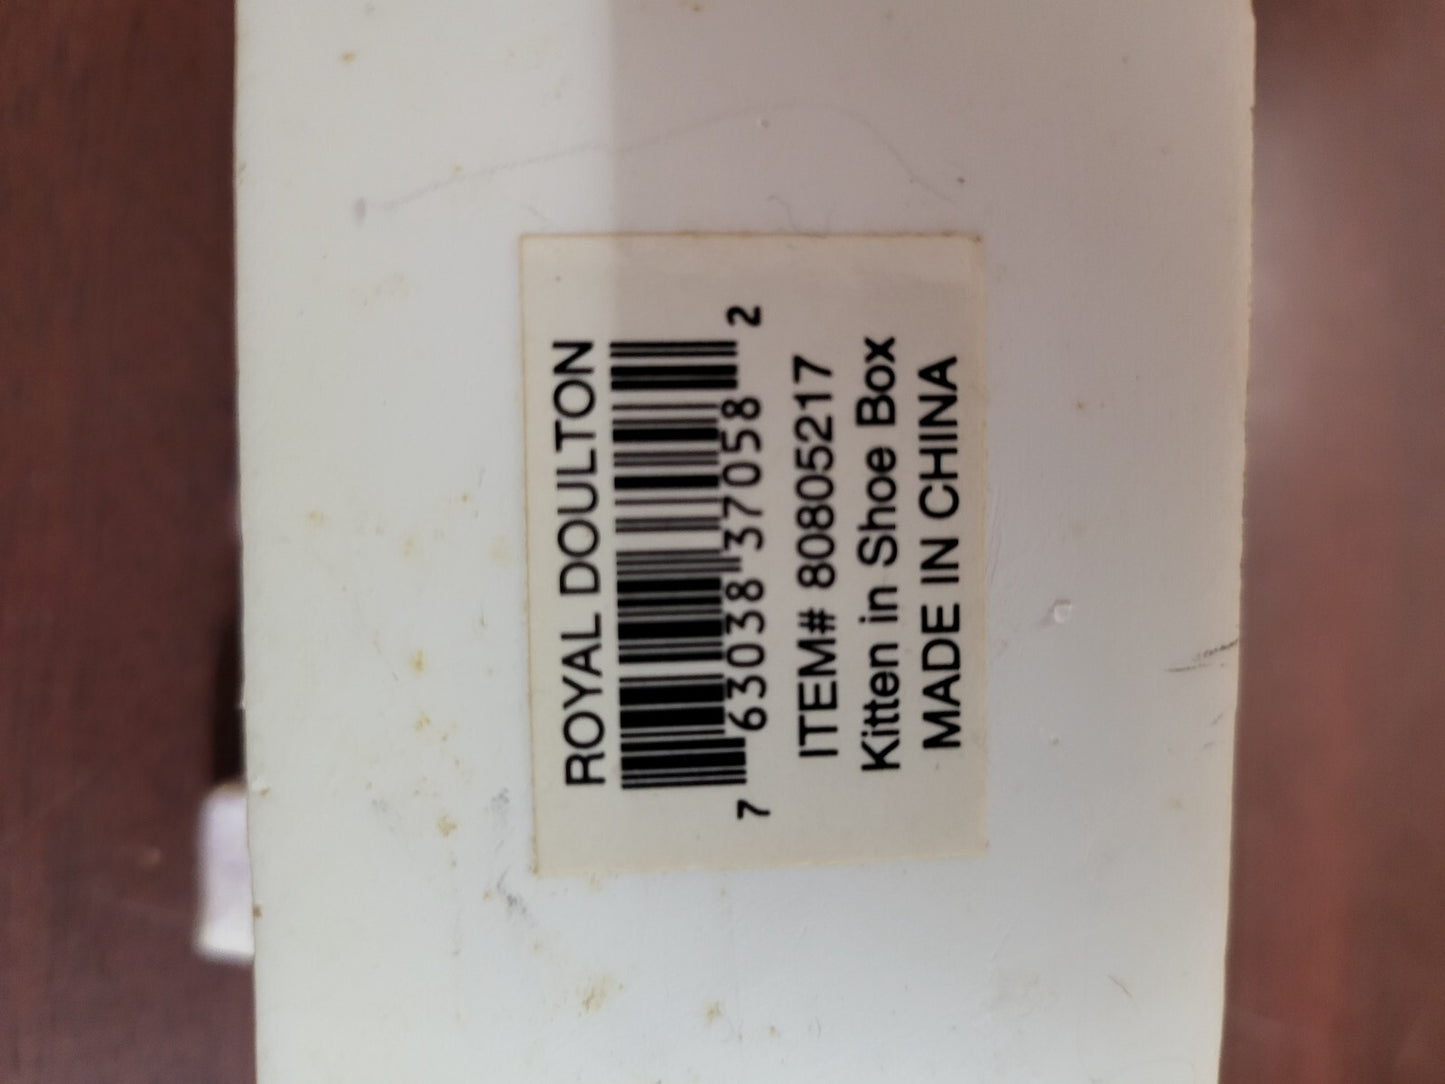 ROYAL DOULTON
7 63038 37058 2
ITEM# 80805217
Kitten in Shoe Box
MADE IN CHINA